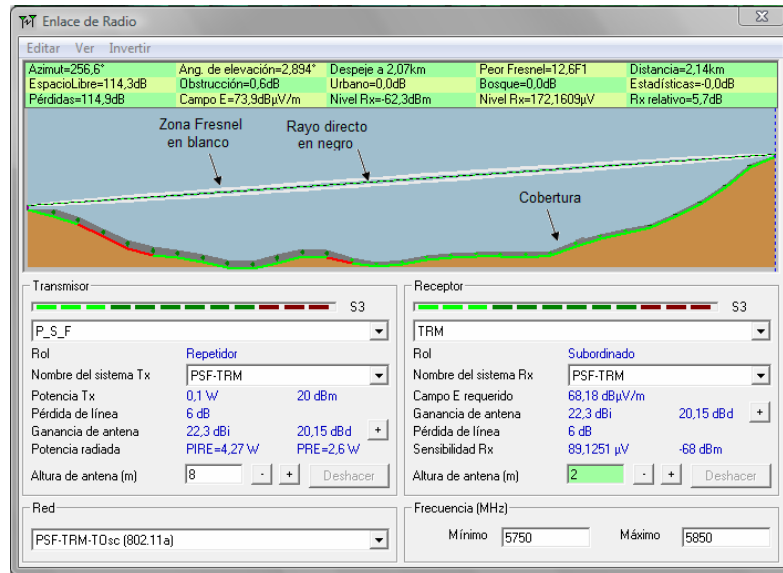 Enlace de Radio
Editar Ver Invertir
Azimut=256,6° Ang. de elevación=2,894° Despeje a 2,07km Peor Fresnel=12,6F1 Distancia=2,14km
EspacioLibre=114,3dB Obstrucción=0,6dB Urbano=0,0dB Bosque=0,0dB Estadísticas=-0,0dB
Pérdidas=114,9dB Campo E=73,9dBµV/m Nivel Rx=-62,3dBm Nivel Rx=172,1609µV Rx relativo=5,7dB
Zona Fresnel en blanco
Rayo directo en negro
Cobertura
Transmisor
S3
P_S_F
Rol Repetidor
Nombre del sistema Tx PSF-TRM
Potencia Tx 0,1 W 20 dBm
Pérdida de línea 6 dB
Ganancia de antena 22,3 dBi 20,15 dBd +
Potencia radiada PIRE=4,27 W PRE=2,6 W
Altura de antena (m) 8 - + Deshacer
Receptor
S3
TRM
Rol Subordinado
Nombre del sistema Rx PSF-TRM
Campo E requerido 68,18 dBµV/m
Ganancia de antena 22,3 dBi 20,15 dBd +
Pérdida de línea 6 dB
Sensibilidad Rx 89,1251 µV -68 dBm
Altura de antena (m) 2 - + Deshacer
Red
PSF-TRM-TOsc (802.11a)
Frecuencia (MHz)
Mínimo 5750 Máximo 5850